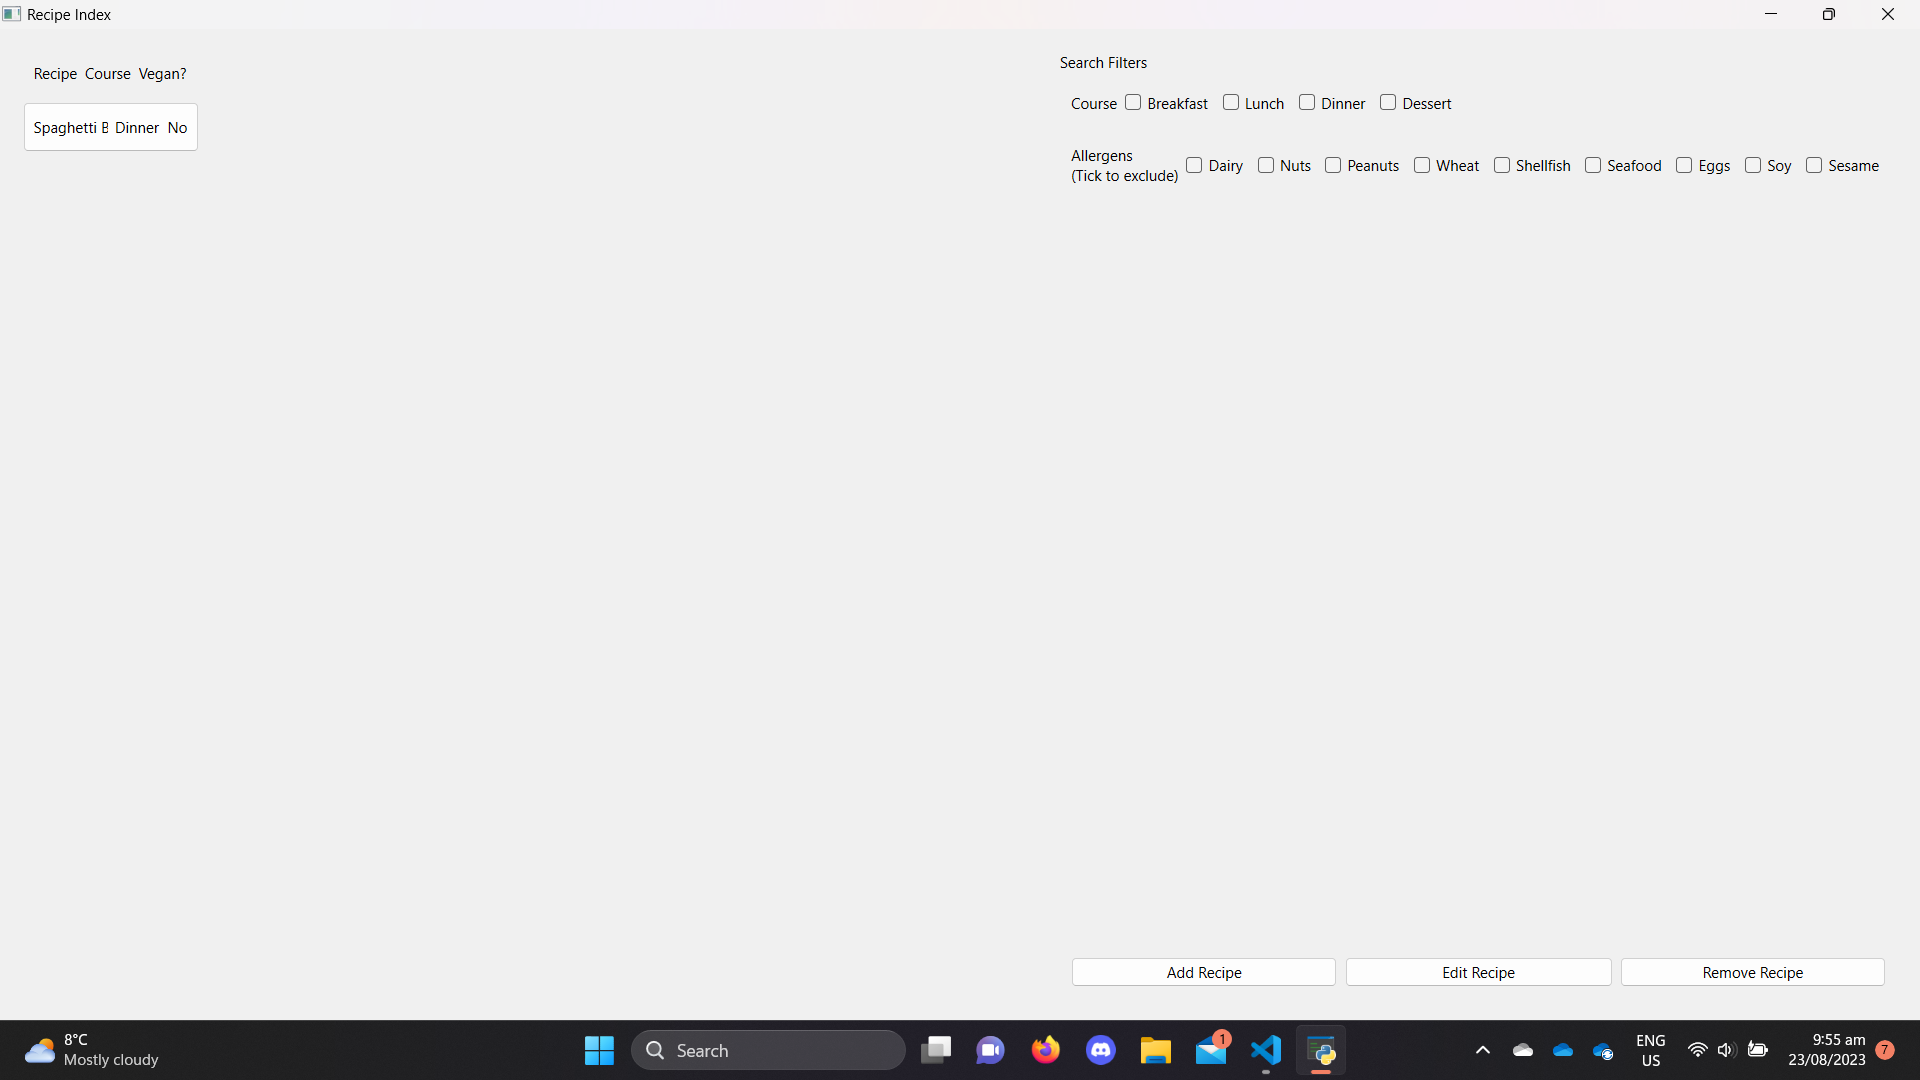 Recipe Index
Recipe Course Vegan?
Spaghetti B Dinner No
Search Filters
Course Breakfast Lunch Dinner Dessert
Allergens
(Tick to exclude) Dairy Nuts Peanuts Wheat Shellfish Seafood Eggs Soy Sesame
Add Recipe Edit Recipe Remove Recipe
8°C
Mostly cloudy
Search
1
ENG
US
9:55 am
23/08/2023
7